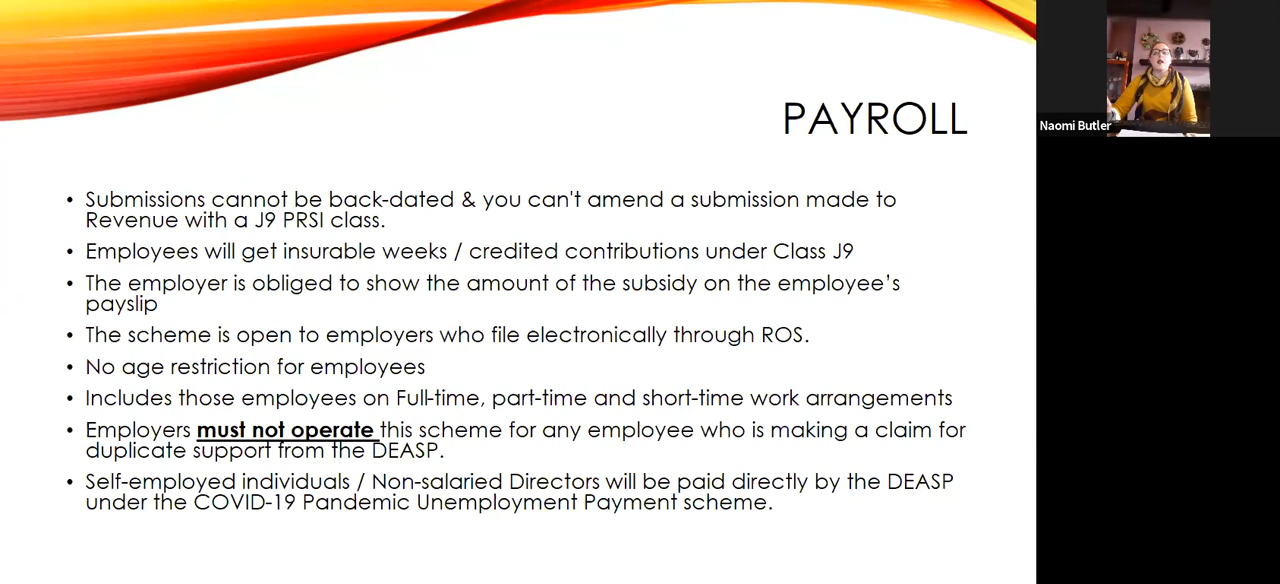 PAYROLL
Naomi Butler
• Submissions cannot be back-dated & you can't amend a submission made to
Revenue with a J9 PRSI class.
• Employees will get insurable weeks / credited contributions under Class J9
• The employer is obliged to show the amount of the subsidy on the employee’s
payslip
• The scheme is open to employers who file electronically through ROS.
• No age restriction for employees
• Includes those employees on Full-time, part-time and short-time work arrangements
• Employers must not operate this scheme for any employee who is making a claim for
duplicate support from the DEASP.
• Self-employed individuals / Non-salaried Directors will be paid directly by the DEASP
under the COVID-19 Pandemic Unemployment Payment scheme.